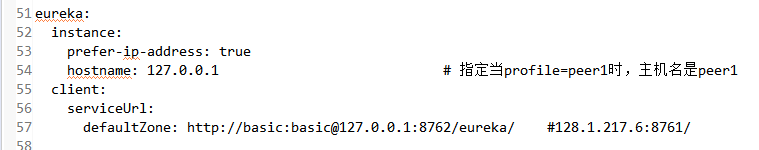 51 eureka:
52   instance:
53     prefer-ip-address: true
54     hostname: 127.0.0.1                            # 指定当profile=peer1时，主机名是peer1
55   client:
56     serviceUrl:
57       defaultZone: http://basic:basic@127.0.0.1:8762/eureka/    #128.1.217.6:8761/
58